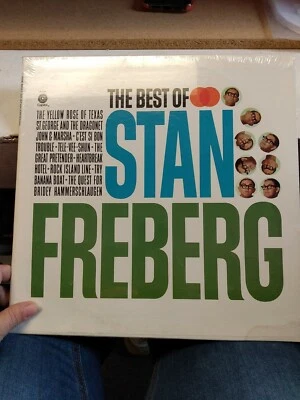 THE BEST OF
STAN
FREBERG
THE YELLOW ROSE OF TEXAS
ST. GEORGE AND THE DRAGONET
JOHN & MARSHA • C'EST SI BON
TROUBLE • TELE-VEE-SHUN • THE
GREAT PRETENDER • HEARTBREAK
HOTEL • ROCK ISLAND LINE • TRY
BANANA BOAT • THE QUEST FOR
BRIDEY HAMMERSCHLAUGEN